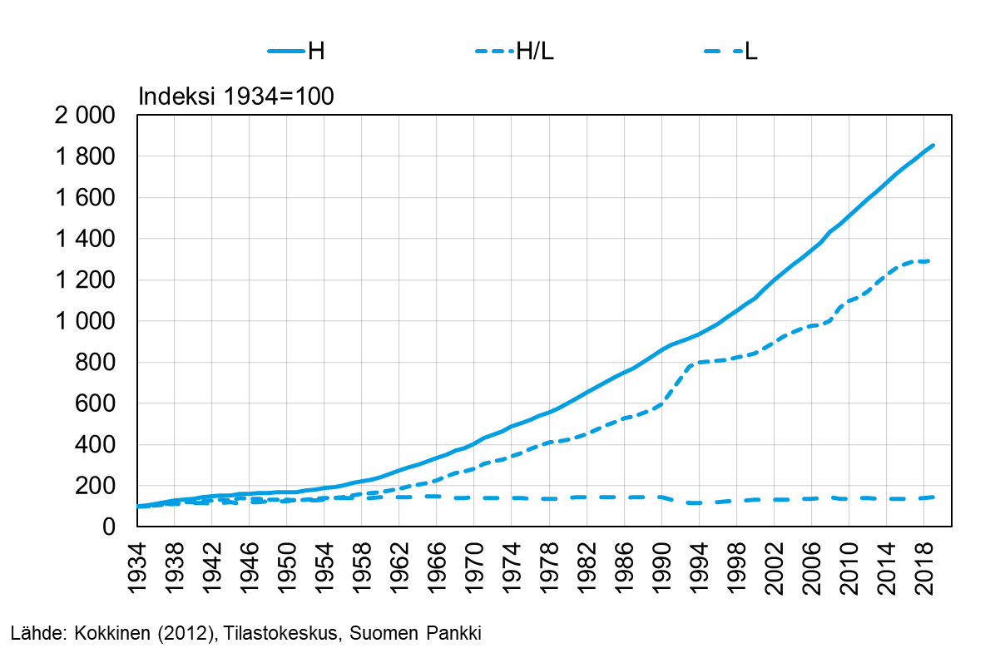 H H/L L
Indeksi 1934=100
2 000
1 800
1 600
1 400
1 200
1 000
800
600
400
200
0
1934 1938 1942 1946 1950 1954 1958 1962 1966 1970 1974 1978 1982 1986 1990 1994 1998 2002 2006 2010 2014 2018
Lähde: Kokkinen (2012), Tilastokeskus, Suomen Pankki